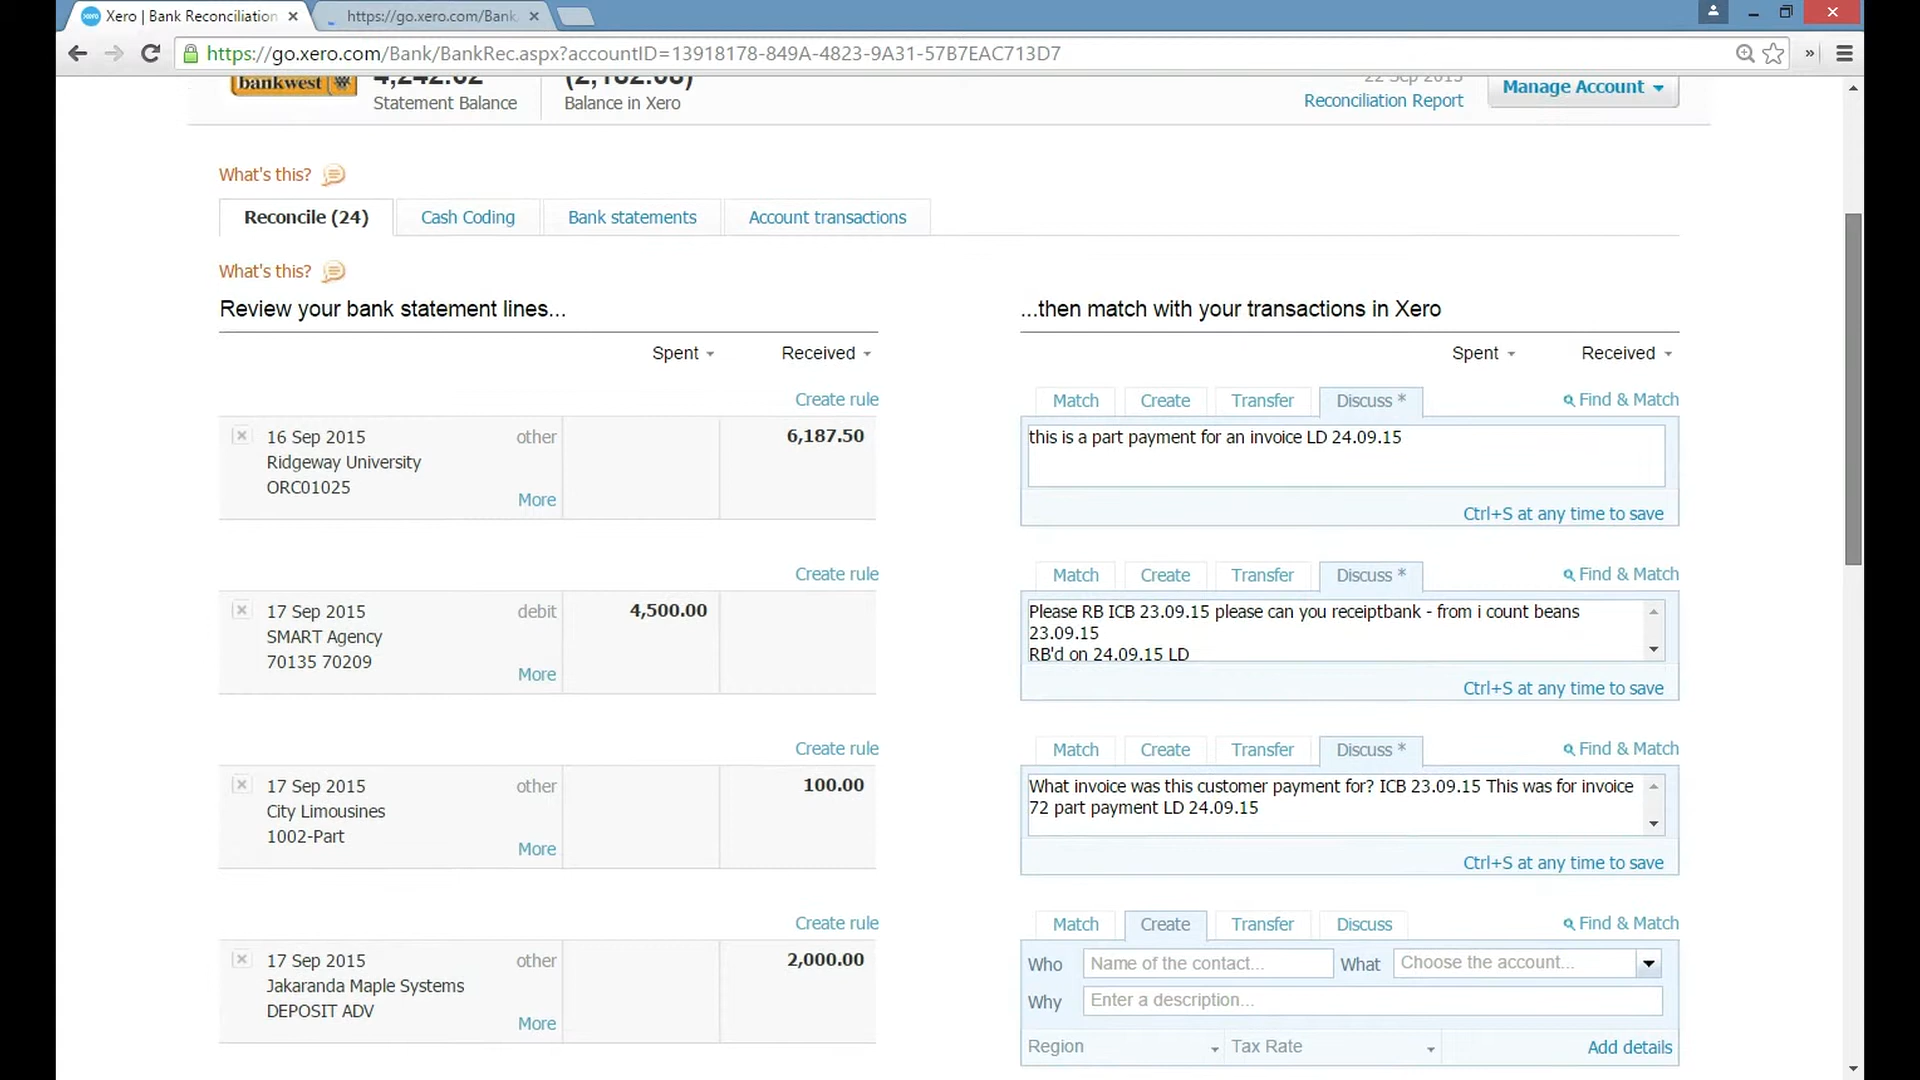 Xero | Bank Reconciliation
https://go.xero.com/Bank
https://go.xero.com/Bank/BankRec.aspx?accountID=13918178-849A-4823-9A31-57B7EAC713D7
bankwest
Statement Balance
Balance in Xero
22 Sep 2015
Reconciliation Report
Manage Account
What's this?
Reconcile (24)
Cash Coding
Bank statements
Account transactions
What's this?
Review your bank statement lines...
...then match with your transactions in Xero
Spent
Received
Spent
Received
Create rule
Match
Create
Transfer
Discuss *
Find & Match
16 Sep 2015
other
6,187.50
Ridgeway University
ORC01025
More
this is a part payment for an invoice LD 24.09.15
Ctrl+S at any time to save
Create rule
Match
Create
Transfer
Discuss *
Find & Match
17 Sep 2015
debit
4,500.00
SMART Agency
70135 70209
More
Please RB ICB 23.09.15 please can you receiptbank - from i count beans
23.09.15
RB'd on 24.09.15 LD
Ctrl+S at any time to save
Create rule
Match
Create
Transfer
Discuss *
Find & Match
17 Sep 2015
other
100.00
City Limousines
1002-Part
More
What invoice was this customer payment for? ICB 23.09.15 This was for invoice
72 part payment LD 24.09.15
Ctrl+S at any time to save
Create rule
Match
Create
Transfer
Discuss
Find & Match
17 Sep 2015
other
2,000.00
Jakaranda Maple Systems
DEPOSIT ADV
More
Who
Name of the contact...
What
Choose the account...
Why
Enter a description...
Region
Tax Rate
Add details